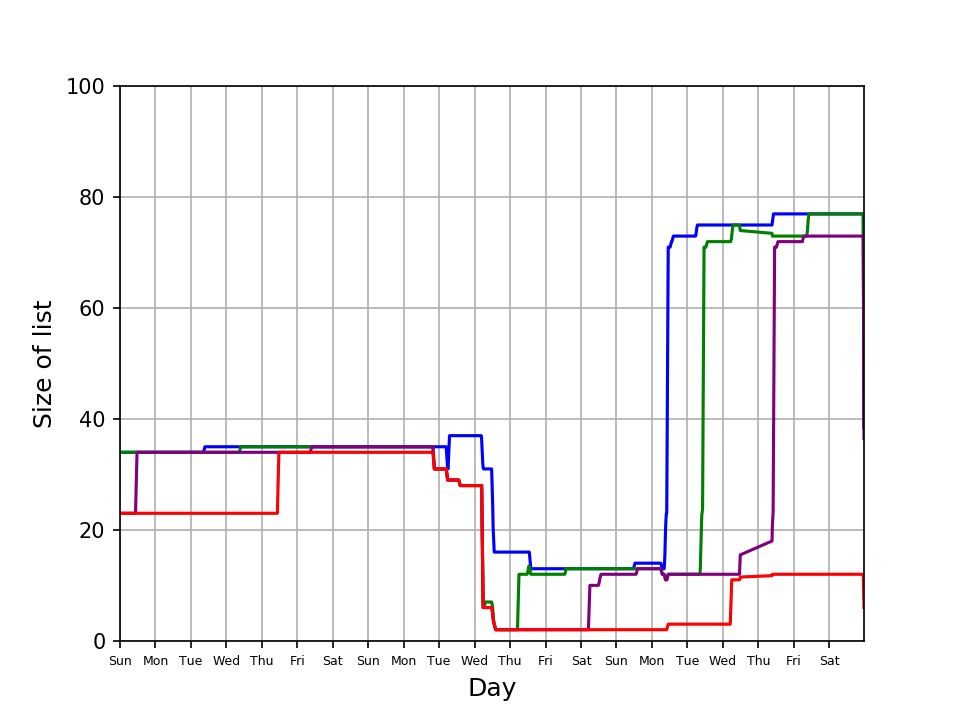 100
80
60
40
20
0
Size of list
Sun Mon Tue Wed Thu Fri Sat Sun Mon Tue Wed Thu Fri Sat Sun Mon Tue Wed Thu Fri Sat
Day